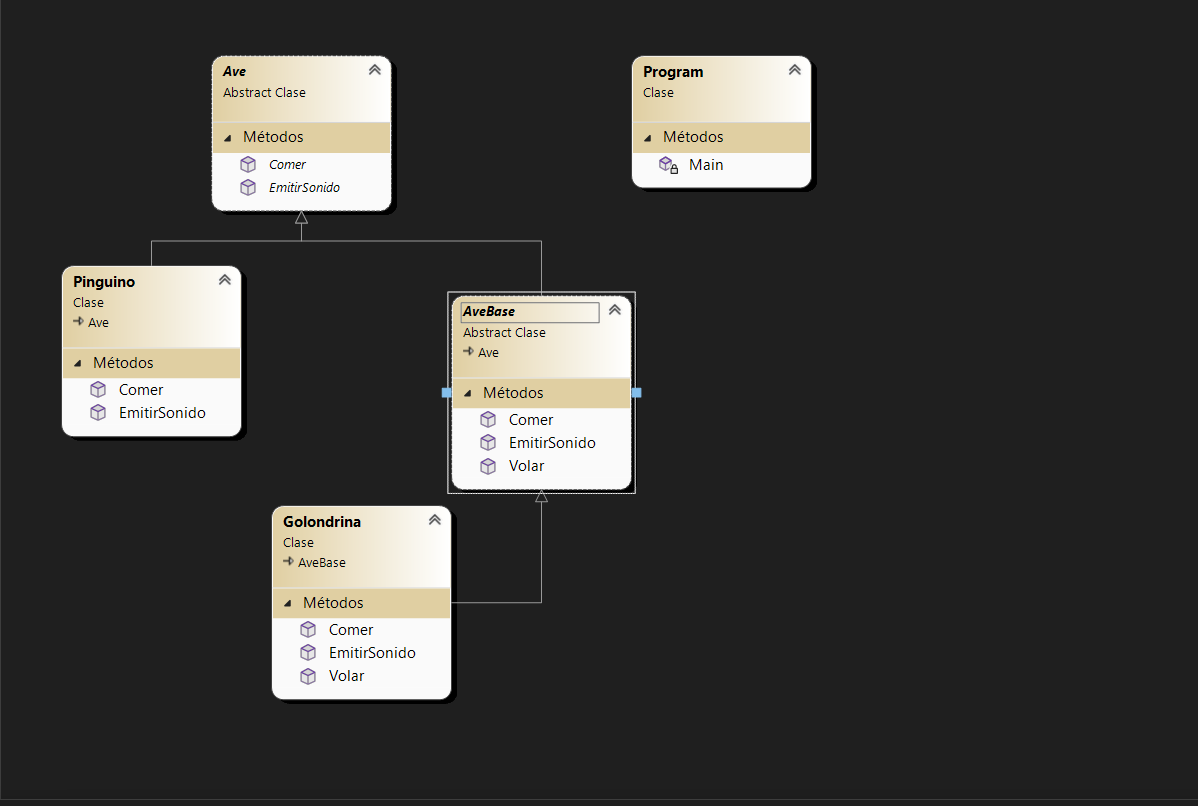 Ave
Abstract Clase
Métodos
Comer
EmitirSonido
Program
Clase
Métodos
Main
Pinguino
Clase
Ave
Métodos
Comer
EmitirSonido
AveBase
Abstract Clase
Ave
Métodos
Comer
EmitirSonido
Volar
Golondrina
Clase
AveBase
Métodos
Comer
EmitirSonido
Volar